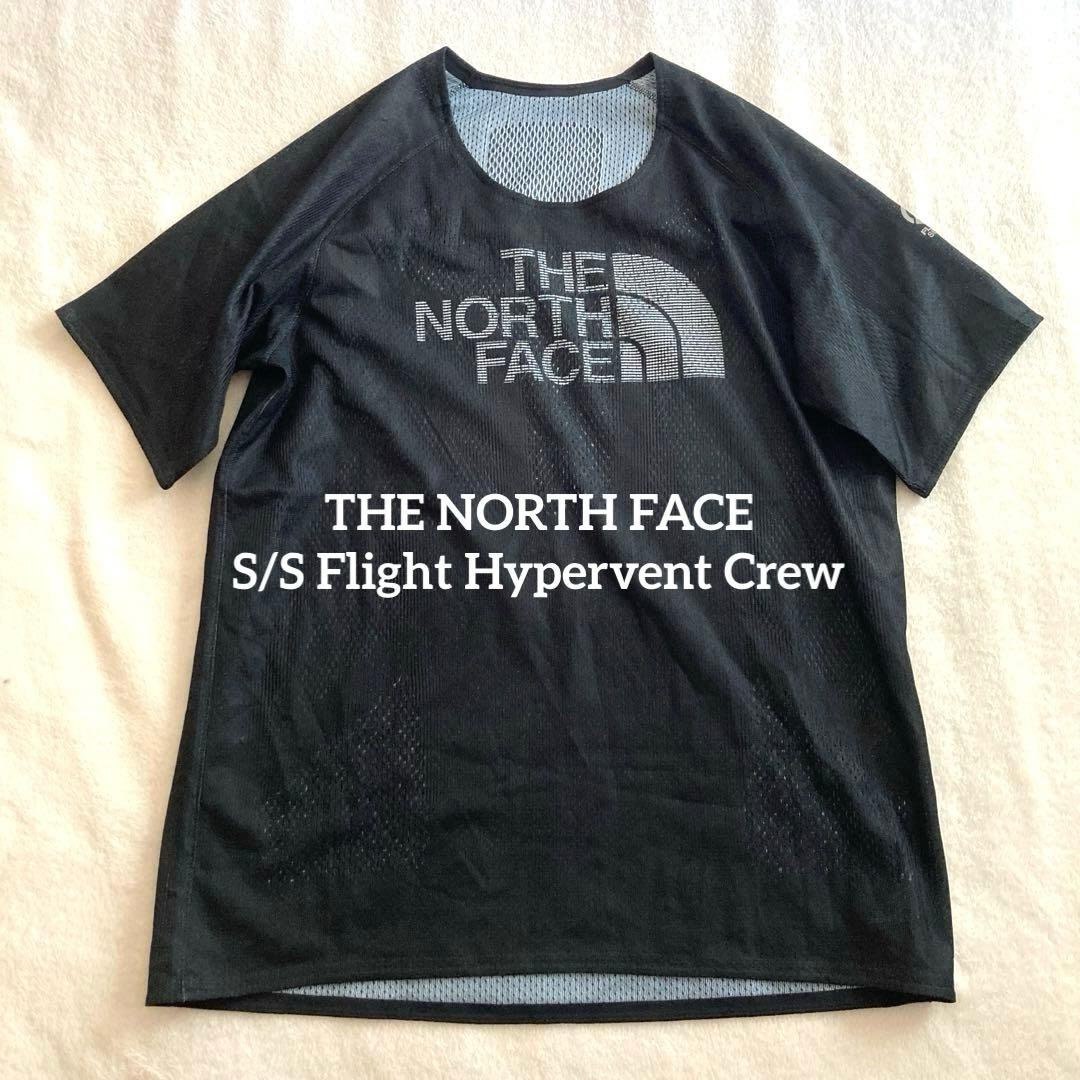 THE
NORTH
FACE
THE NORTH FACE
S/S Flight Hypervent Crew